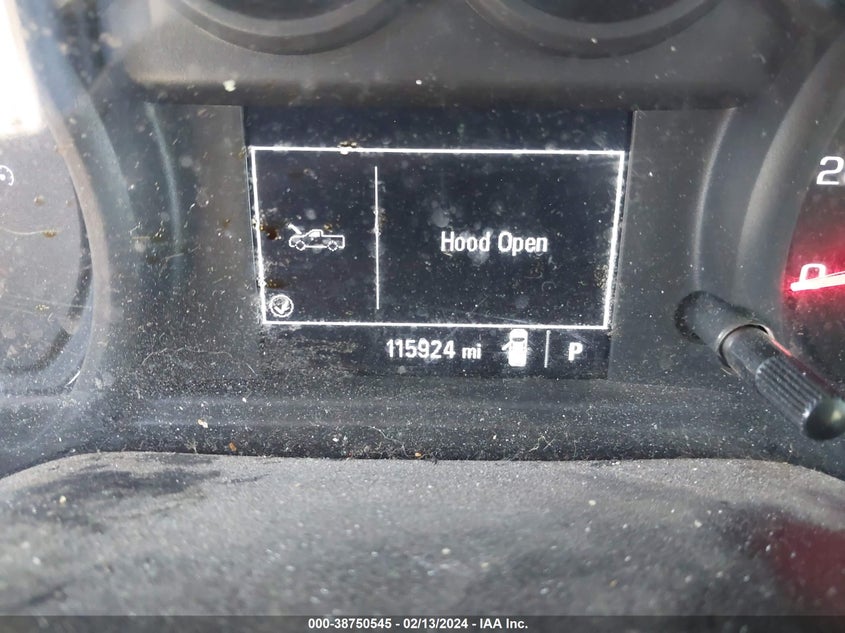 Hood Open
115924 mi P
000-38750545 - 02/13/2024 - IAA Inc.